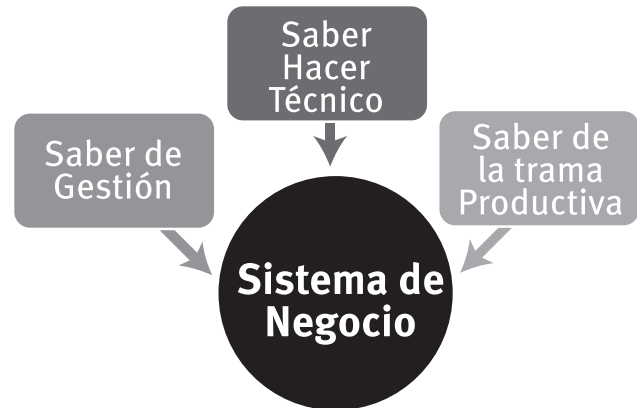 Saber
Hacer
Técnico
Saber de
Gestión
Saber de
la trama
Productiva
Sistema de
Negocio